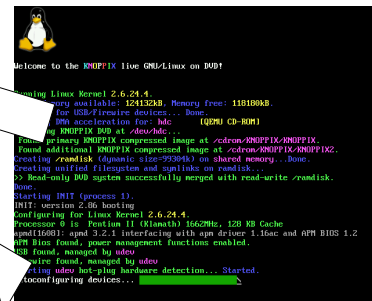 Welcome to the KNOPPIX live GNU/Linux on DVD!
Linux Kernel 2.6.24.4.
available: 124132kB, Memory free: 118180kB.
for USB/Firewire devices... Done.
DMA acceleration for: hdc [QEMU CD-ROM]
KNOPPIX DVD at /dev/hdc...
Found primary KNOPPIX compressed image at /cdrom/KNOPPIX/KNOPPIX.
Found additional KNOPPIX compressed image at /cdrom/KNOPPIX/KNOPPIX2.
Creating /ramdisk (dynamic size=99304k) on shared memory...Done.
Creating unified filesystem and symlinks on ramdisk...
>> Read-only DVD system successfully merged with read-write /ramdisk.
Done.
Starting INIT (process 1).
INIT: version 2.86 booting
Configuring for Linux Kernel 2.6.24.4.
Processor 0 is Pentium II (Klamath) 1662MHz, 128 KB Cache
apmd[1608]: apmd 3.2.1 interfacing with apm driver 1.16ac and APM BIOS 1.2
APM Bios found, power management functions enabled.
USB found, managed by udev
found, managed by udev
udev hot-plug hardware detection... Started.
devices...